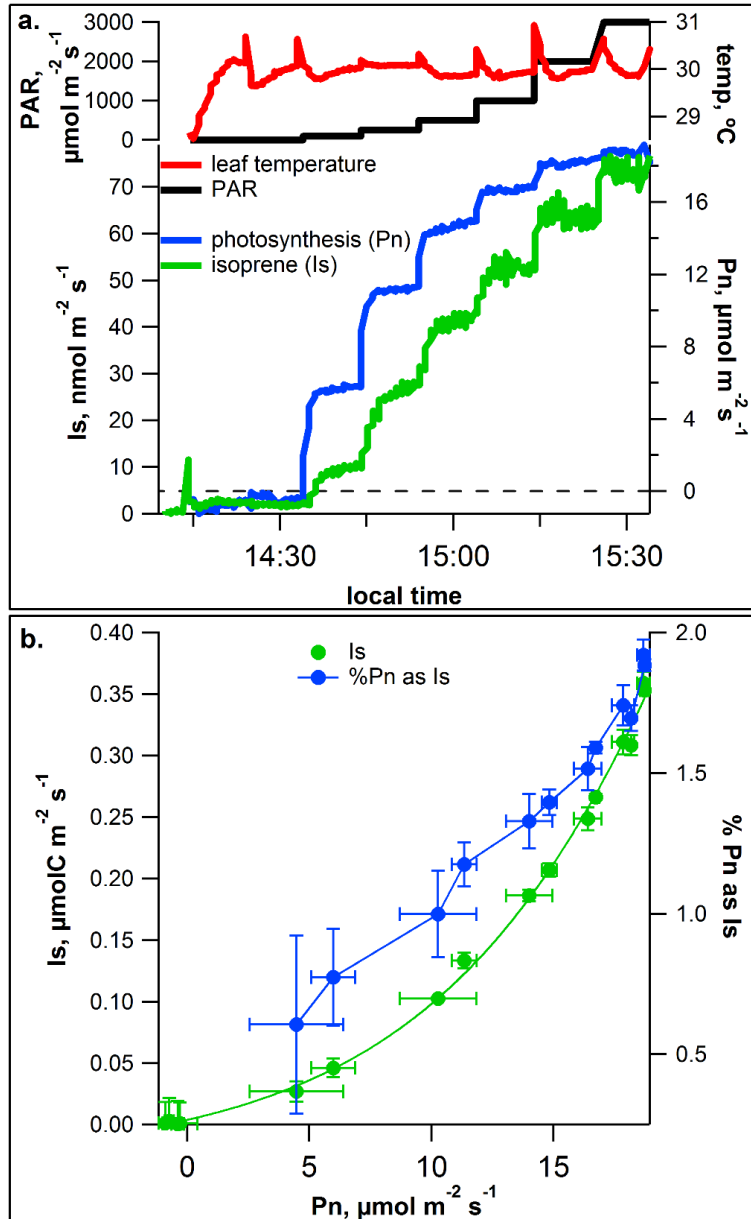 a.
3000
2000
1000
0
PAR,
µmol m⁻² s⁻¹
31
30
29
temp, ºC
leaf temperature
PAR
photosynthesis (Pn)
isoprene (Is)
70
60
50
40
30
20
10
0
Is, nmol m⁻² s⁻¹
16
12
8
4
0
Pn, µmol m⁻² s⁻¹
14:30 15:00 15:30
local time
b.
Is
%Pn as Is
0.40
0.35
0.30
0.25
0.20
0.15
0.10
0.05
0.00
Is, µmolC m⁻² s⁻¹
2.0
1.5
1.0
0.5
% Pn as Is
0 5 10 15
Pn, µmol m⁻² s⁻¹